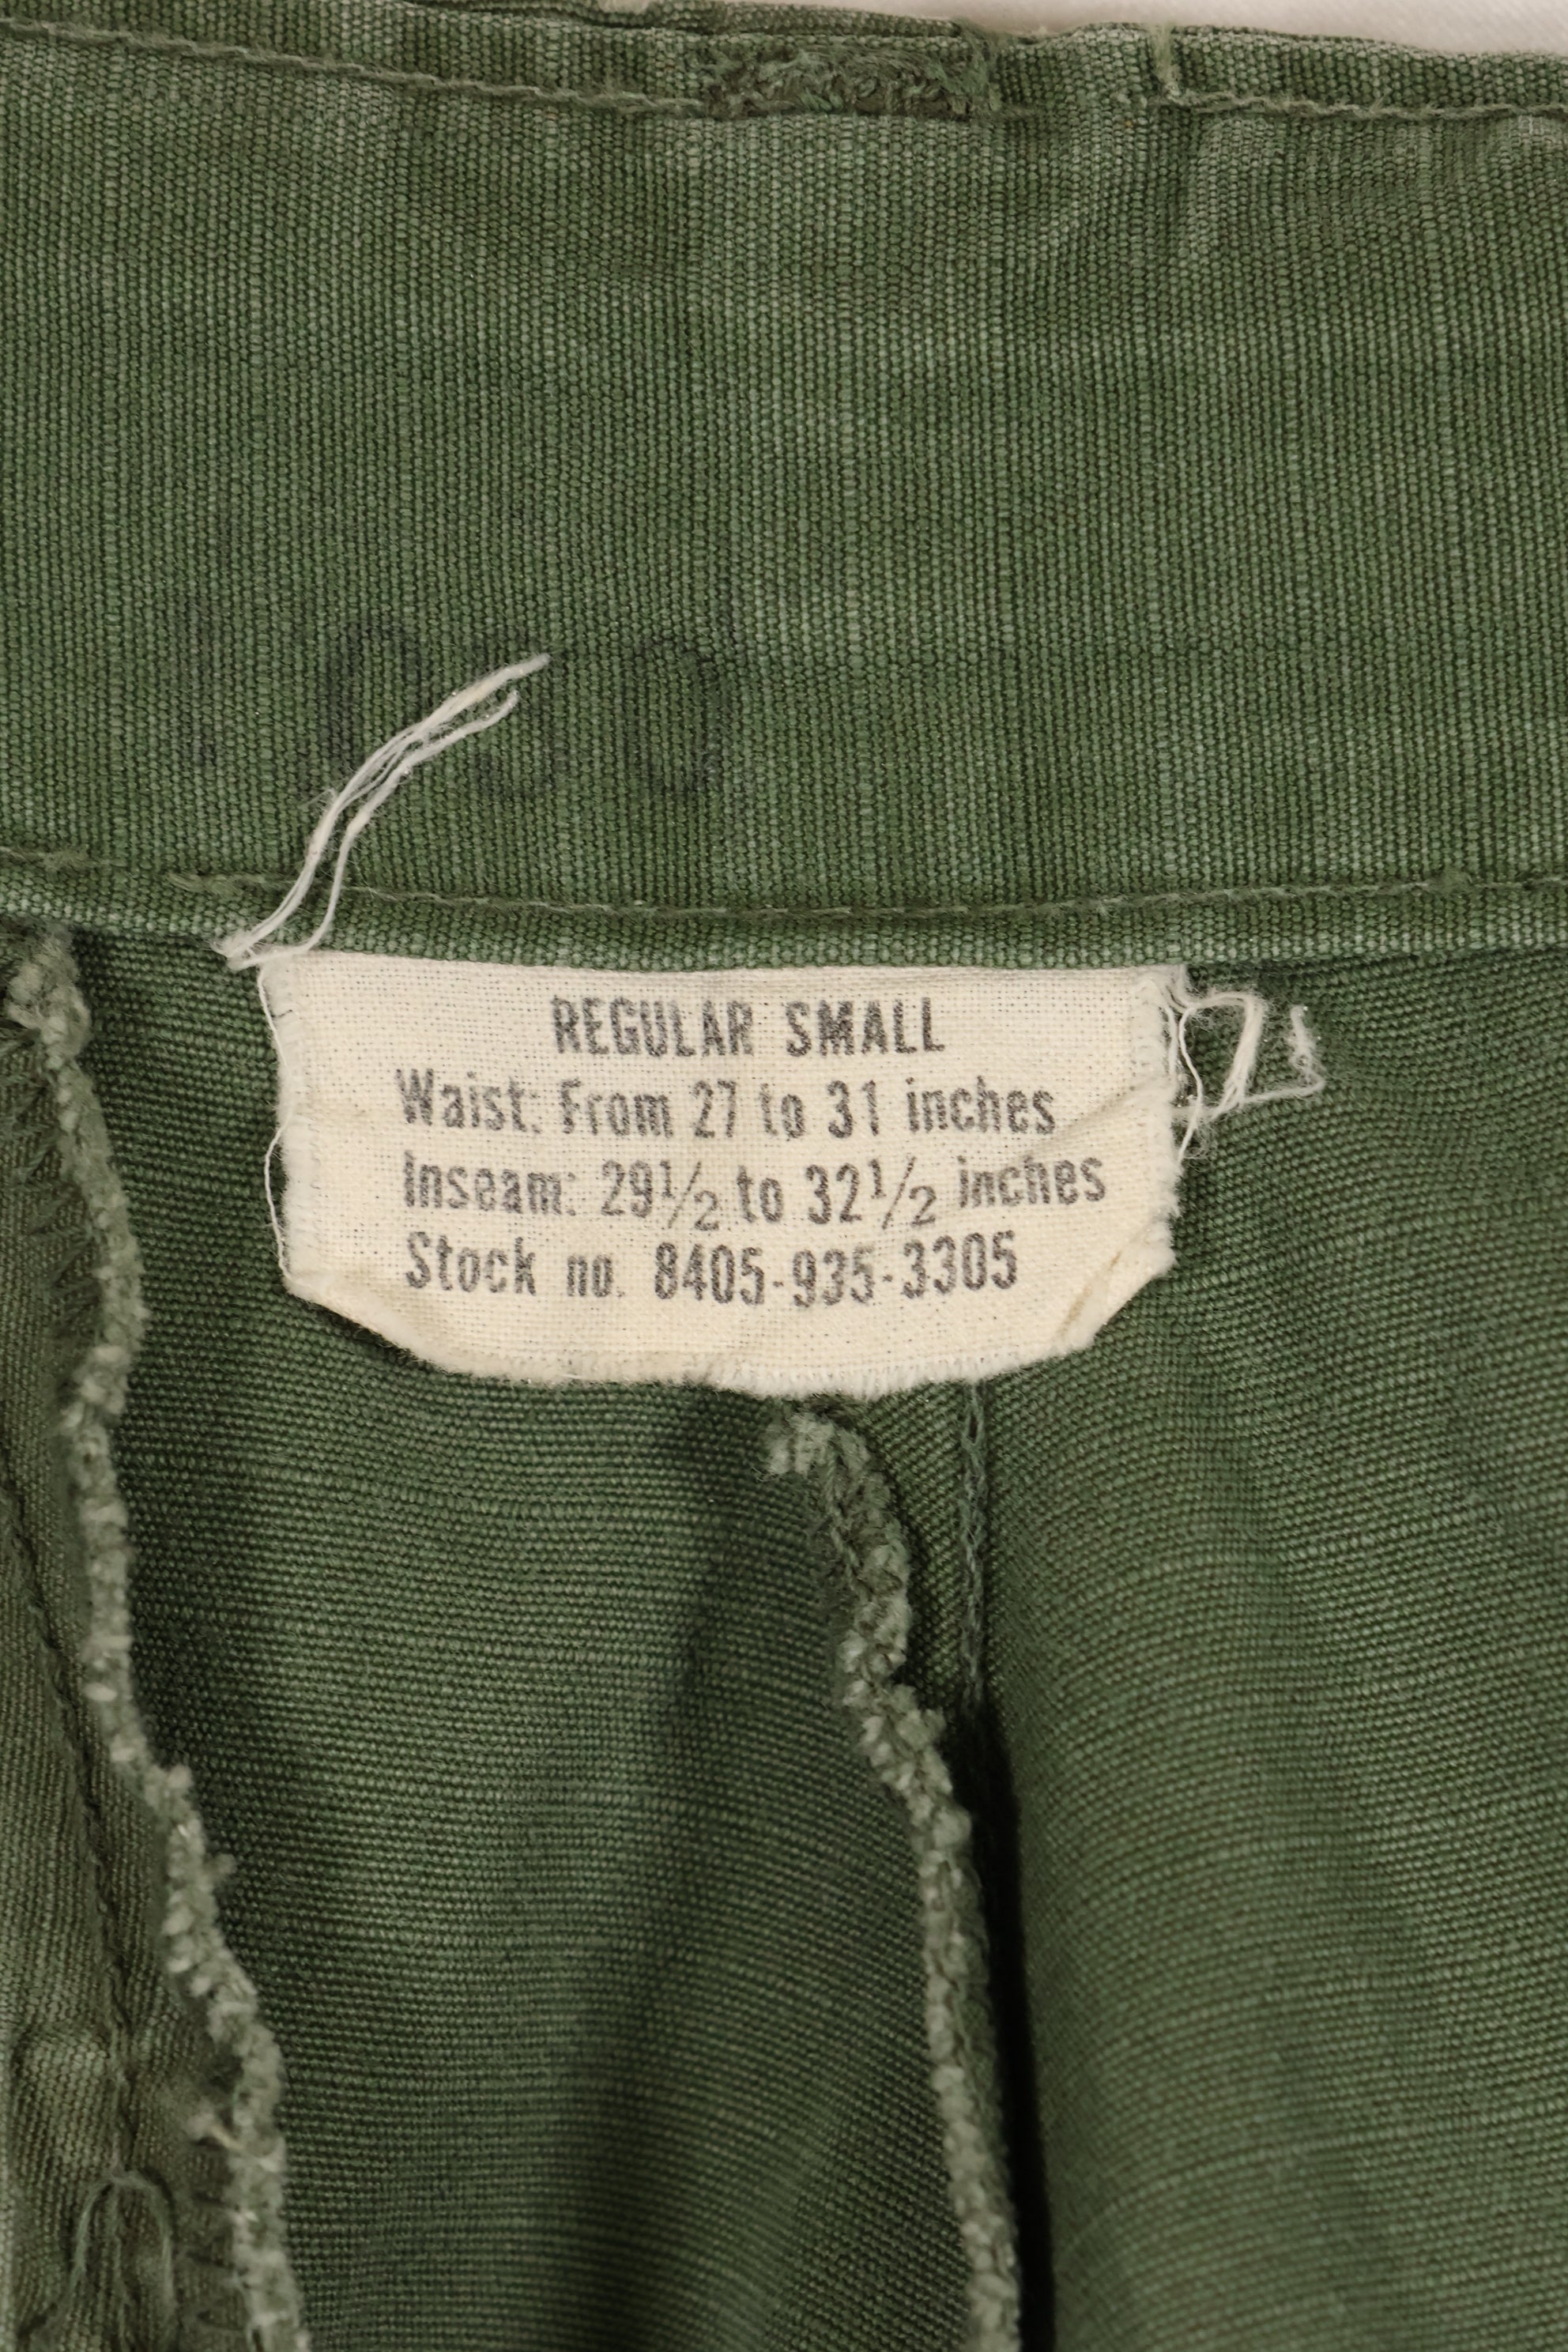 REGULAR SMALL
Waist: From 27 to 31 inches
Inseam: 29½ to 32½ inches
Stock no. 8405-935-3305